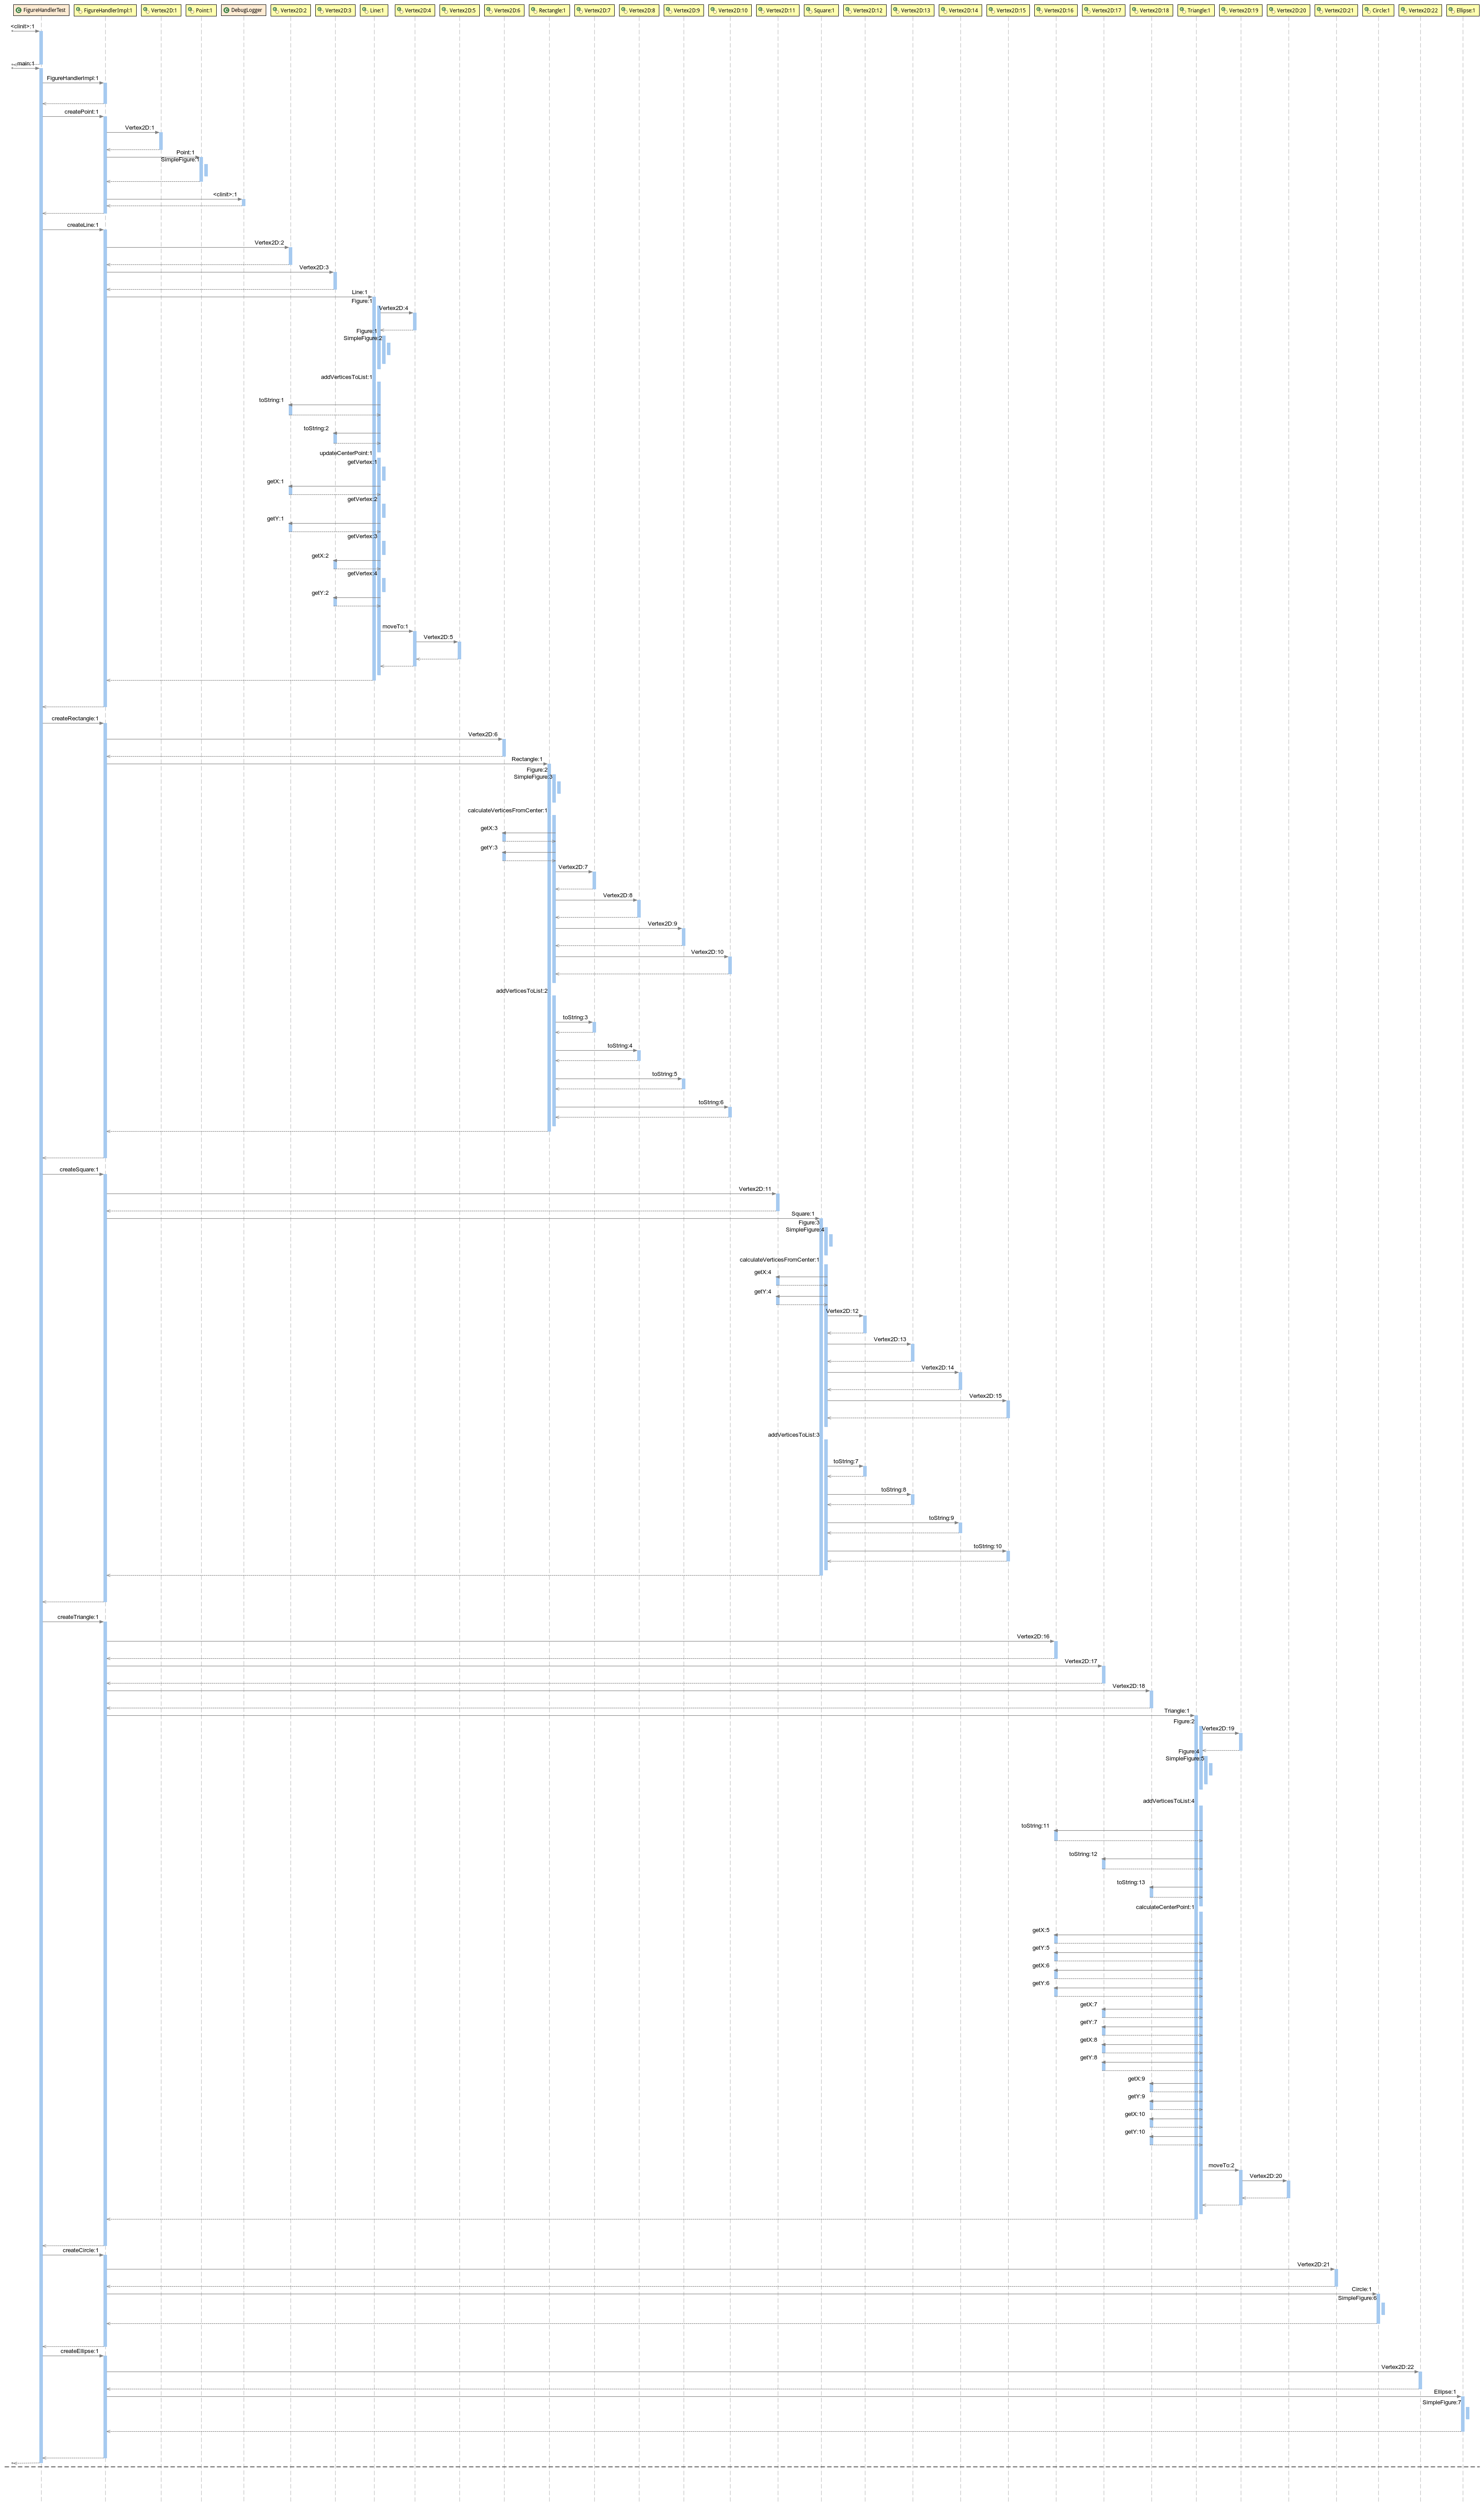 FigureHandlerTest
FigureHandlerImpl:1
Vertex2D:1
Point:1
DebugLogger
Vertex2D:2
Vertex2D:3
Line:1
Vertex2D:4
Vertex2D:5
Vertex2D:6
Rectangle:1
Vertex2D:7
Vertex2D:8
Vertex2D:9
Vertex2D:10
Vertex2D:11
Square:1
Vertex2D:12
Vertex2D:13
Vertex2D:14
Vertex2D:15
Vertex2D:16
Vertex2D:17
Vertex2D:18
Triangle:1
Vertex2D:19
Vertex2D:20
Vertex2D:21
Circle:1
Vertex2D:22
Ellipse:1
<clinit>:1
main:1
FigureHandlerImpl:1
createPoint:1
Vertex2D:1
Point:1
SimpleFigure:1
<clinit>:1
createLine:1
Vertex2D:2
Vertex2D:3
Line:1
Figure:1
Vertex2D:4
Figure:1
SimpleFigure:2
addVerticesToList:1
toString:1
toString:2
updateCenterPoint:1
getVertex:1
getX:1
getVertex:2
getY:1
getVertex:3
getX:2
getVertex:4
getY:2
moveTo:1
Vertex2D:5
createRectangle:1
Vertex2D:6
Rectangle:1
Figure:2
SimpleFigure:3
calculateVerticesFromCenter:1
getX:3
getY:3
Vertex2D:7
Vertex2D:8
Vertex2D:9
Vertex2D:10
addVerticesToList:2
toString:3
toString:4
toString:5
toString:6
createSquare:1
Vertex2D:11
Square:1
Figure:3
SimpleFigure:4
calculateVerticesFromCenter:1
getX:4
getY:4
Vertex2D:12
Vertex2D:13
Vertex2D:14
Vertex2D:15
addVerticesToList:3
toString:7
toString:8
toString:9
toString:10
createTriangle:1
Vertex2D:16
Vertex2D:17
Vertex2D:18
Triangle:1
Figure:2
Vertex2D:19
Figure:4
SimpleFigure:5
addVerticesToList:4
toString:11
toString:12
toString:13
calculateCenterPoint:1
getX:5
getY:5
getX:6
getY:6
getX:7
getY:7
getX:8
getY:8
getX:9
getY:9
getX:10
getY:10
moveTo:2
Vertex2D:20
createCircle:1
Vertex2D:21
Circle:1
SimpleFigure:6
createEllipse:1
Vertex2D:22
Ellipse:1
SimpleFigure:7